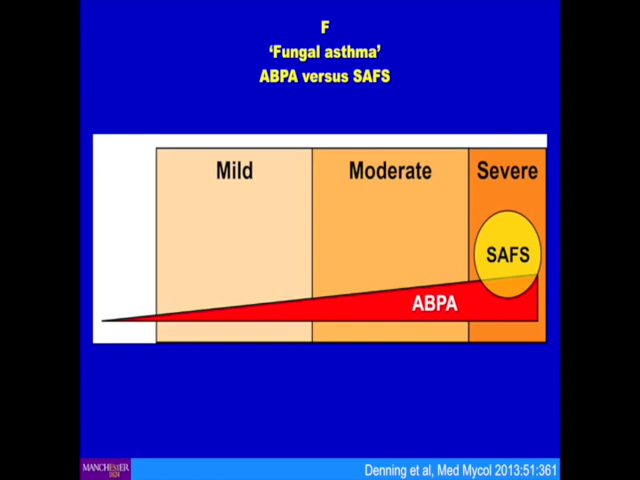 F
‘Fungal asthma’
ABPA versus SAFS
Mild
Moderate
Severe
SAFS
ABPA
MANCHESTER
1824
Denning et al, Med Mycol 2013:51:361